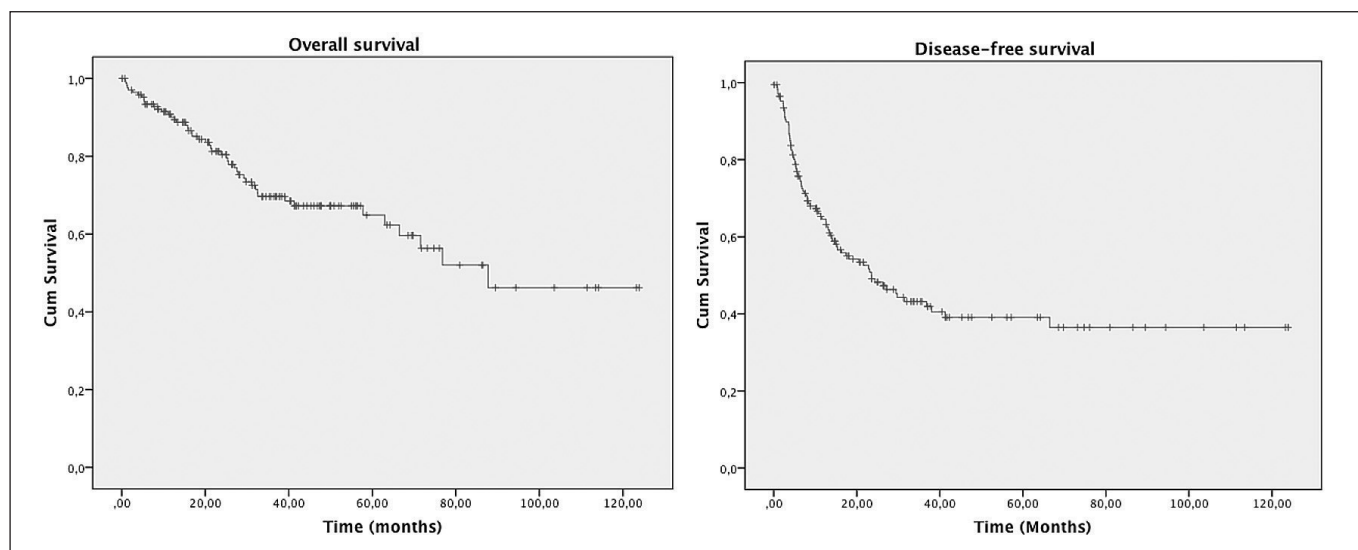 Overall survival
1,0
0,8
0,6
0,4
0,2
0,0
Cum Survival
,00 20,00 40,00 60,00 80,00 100,00 120,00
Time (months)
Disease-free survival
1,0
0,8
0,6
0,4
0,2
0,0
Cum Survival
,00 20,00 40,00 60,00 80,00 100,00 120,00
Time (Months)